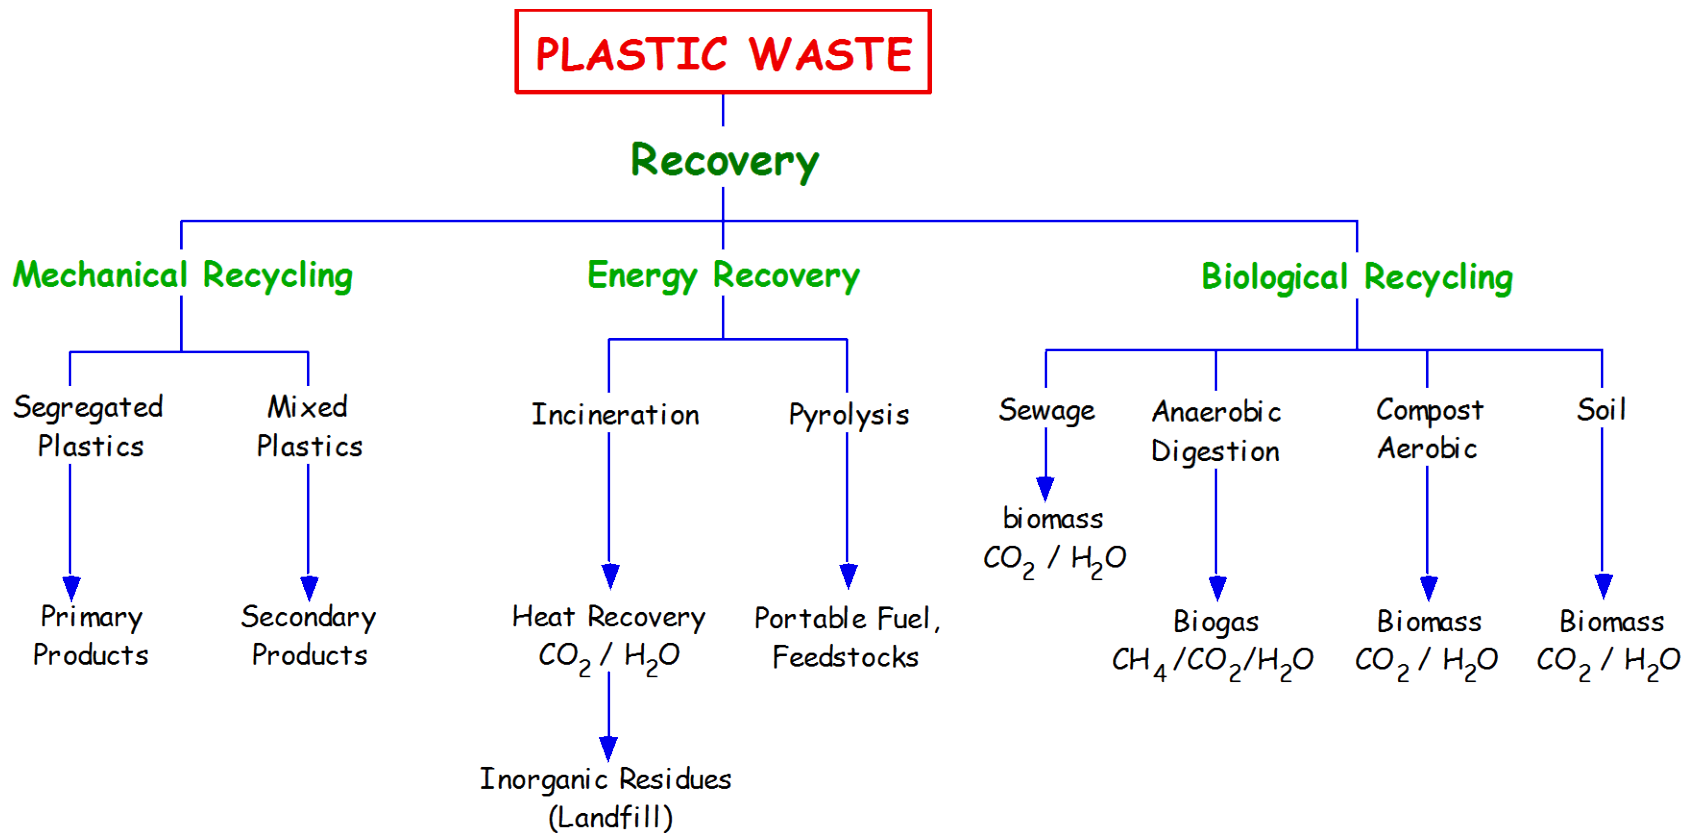 PLASTIC WASTE
Recovery
Mechanical Recycling
Energy Recovery
Biological Recycling
Segregated
Plastics
Mixed
Plastics
Incineration
Pyrolysis
Sewage
Anaerobic
Digestion
Compost
Aerobic
Soil
biomass
CO₂ / H₂O
Primary
Products
Secondary
Products
Heat Recovery
CO₂ / H₂O
Portable Fuel,
Feedstocks
Biogas
CH₄/CO₂/H₂O
Biomass
CO₂ / H₂O
Biomass
CO₂ / H₂O
Inorganic Residues
(Landfill)